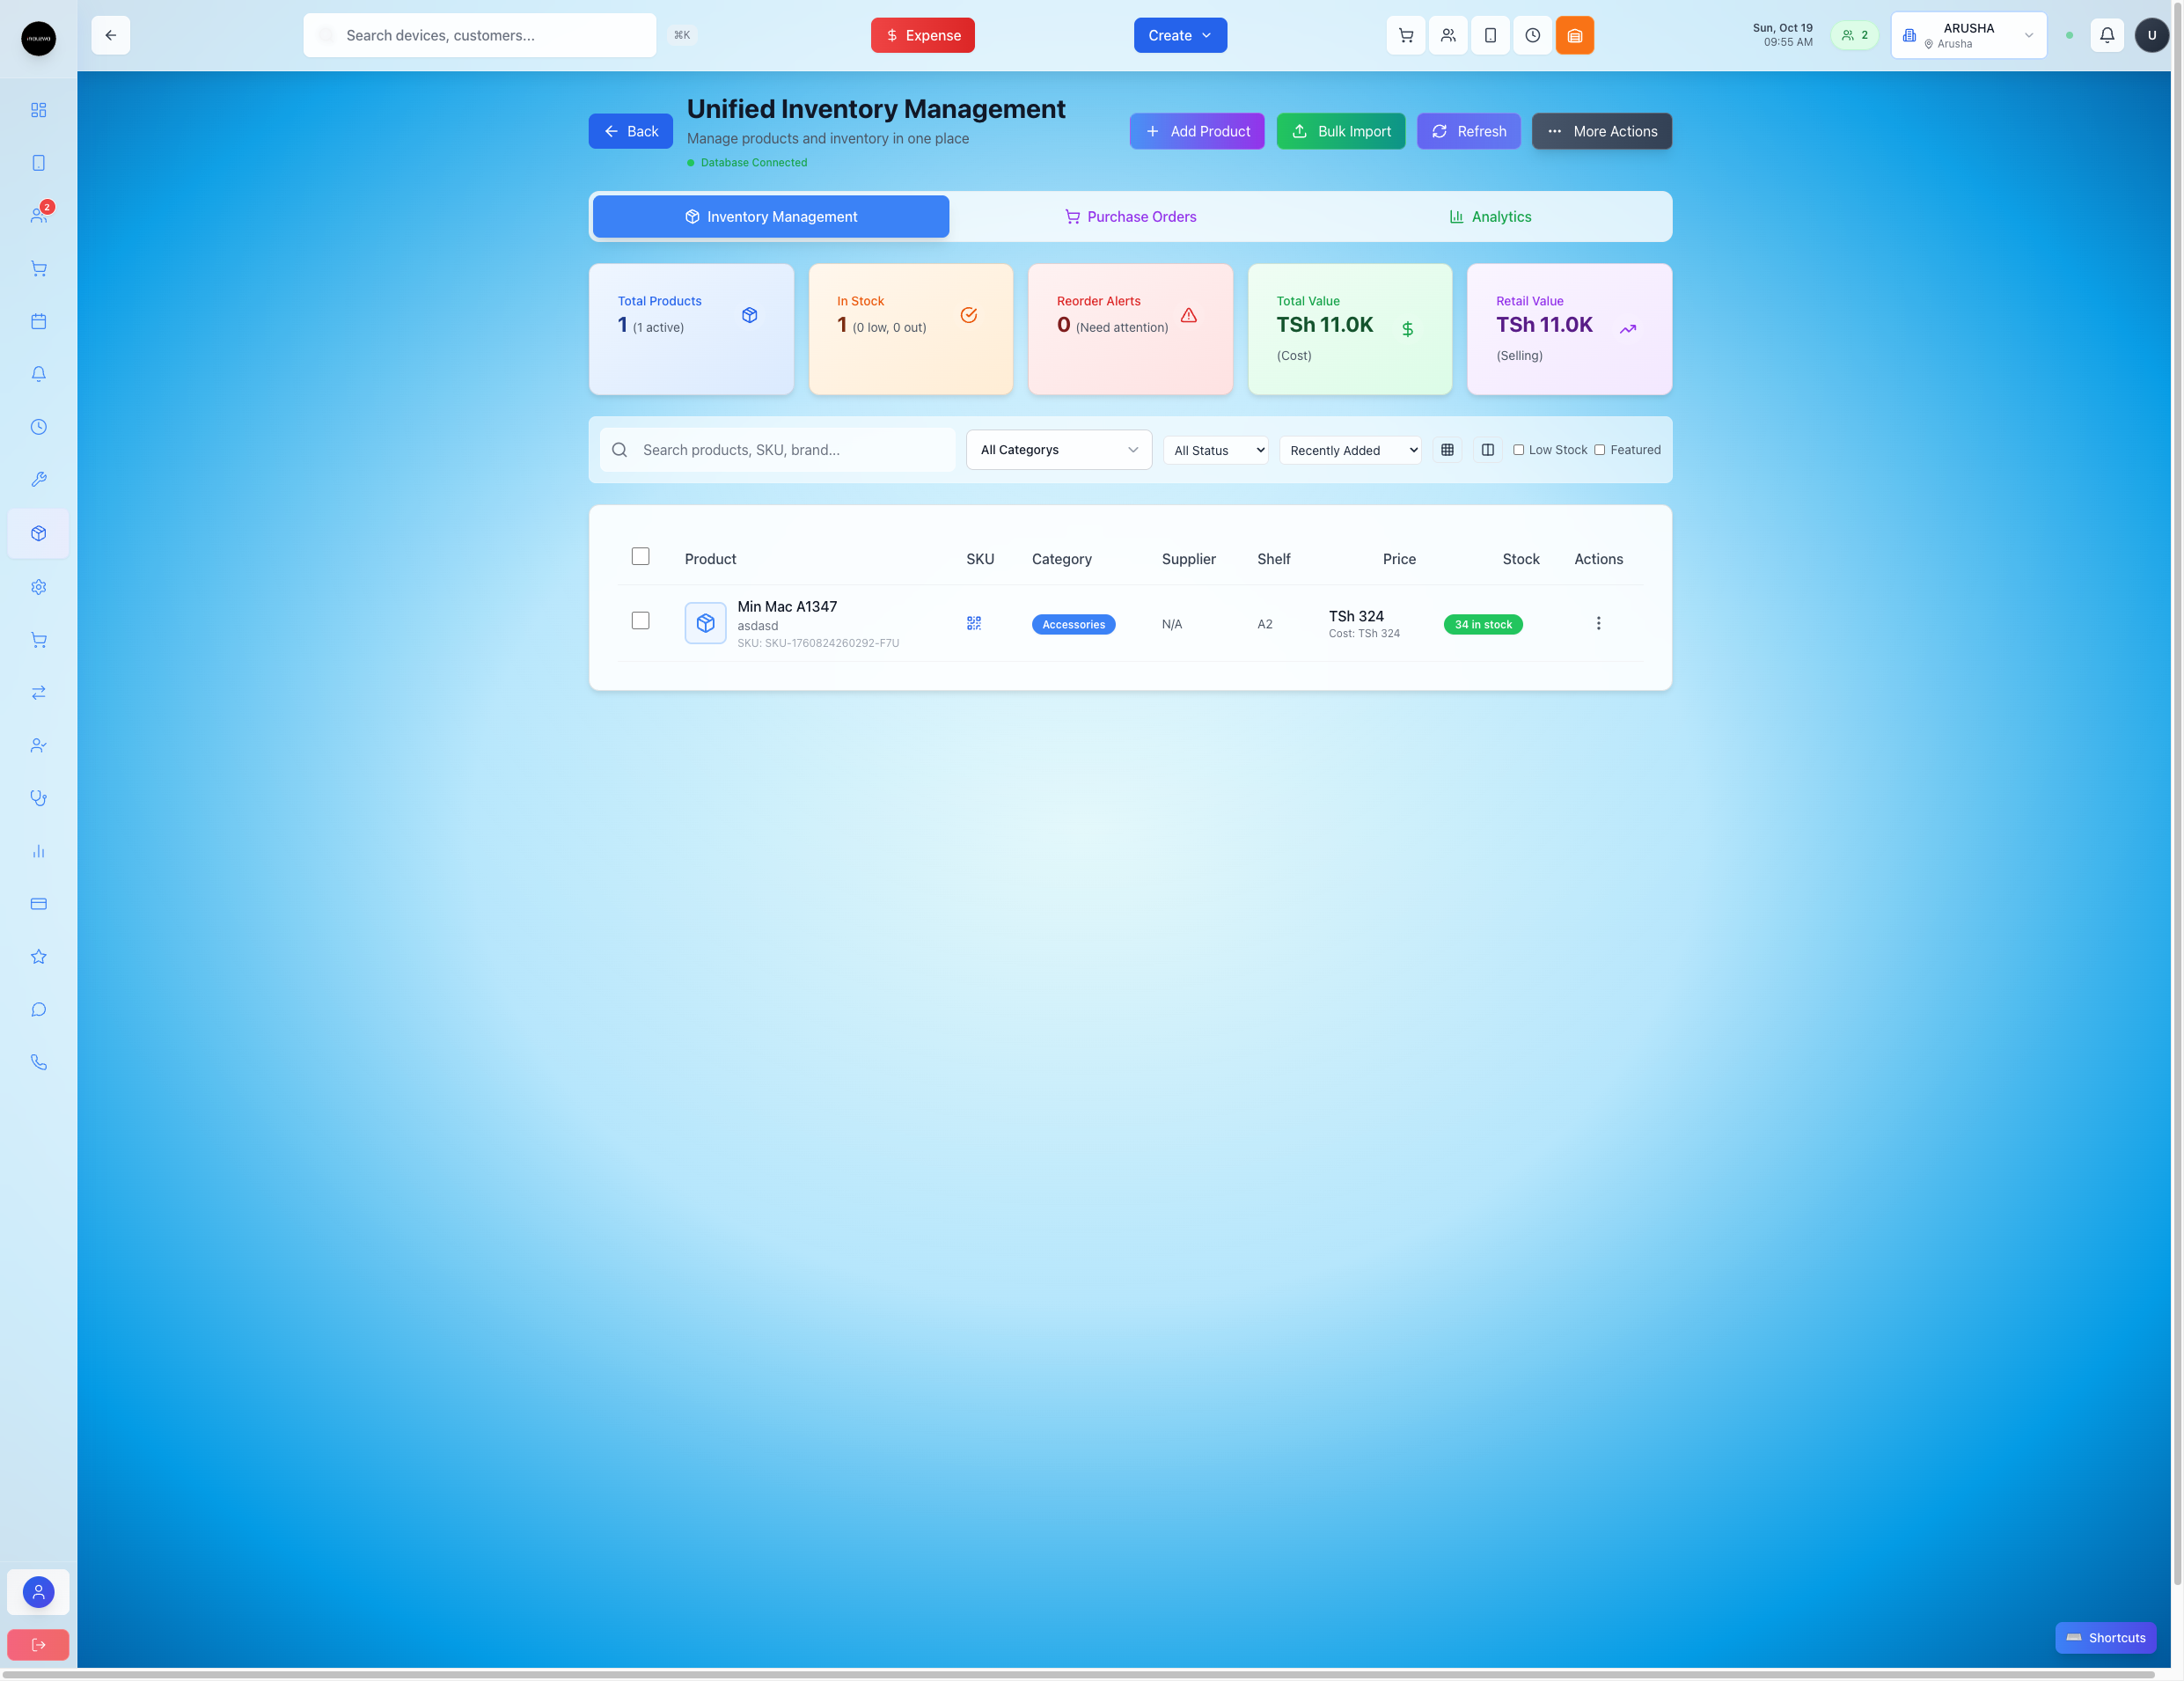 Search devices, customers...
⌘K
Expense
Create
Sun, Oct 19
09:55 AM
2
ARUSHA
Arusha
U
2
Back
Unified Inventory Management
Manage products and inventory in one place
Database Connected
Add Product
Bulk Import
Refresh
More Actions
Inventory Management
Purchase Orders
Analytics
Total Products
1 (1 active)
In Stock
1 (0 low, 0 out)
Reorder Alerts
0 (Need attention)
Total Value
TSh 11.0K
(Cost)
Retail Value
TSh 11.0K
(Selling)
Search products, SKU, brand...
All Categorys
All Status
Recently Added
Low Stock
Featured
Product SKU Category Supplier Shelf Price Stock Actions
Min Mac A1347
asdasd
SKU: SKU-1760824260292-F7U
Accessories
N/A
A2
TSh 324
Cost: TSh 324
34 in stock
Shortcuts